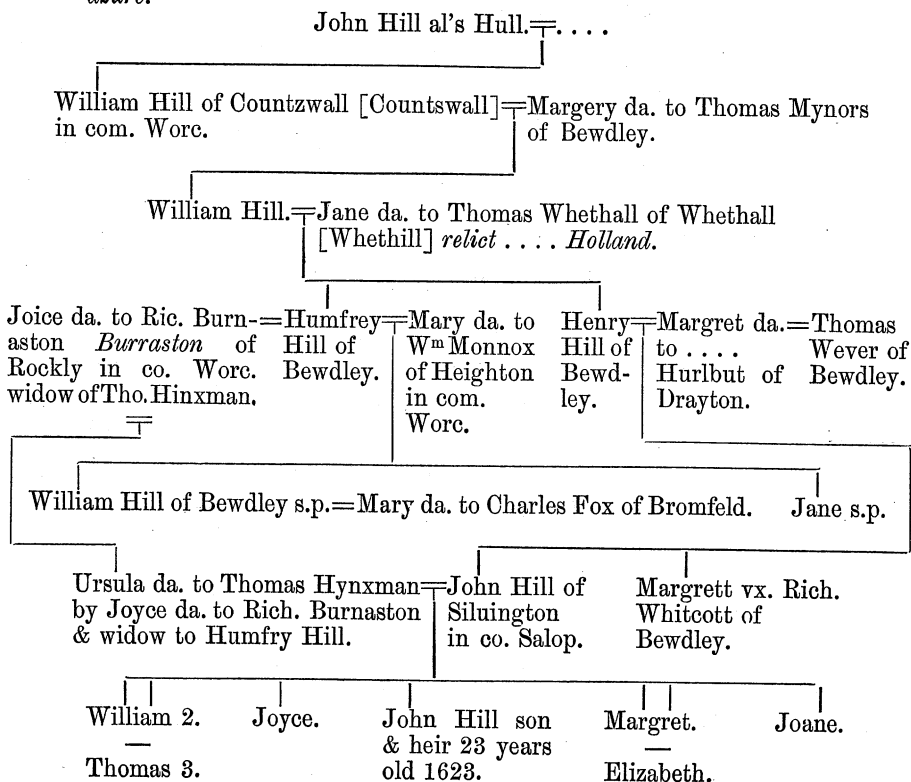 azure.
John Hill al's Hull.=. . . .
William Hill of Countzwall [Countswall]=Margery da. to Thomas Mynors
in com. Worc.
of Bewdley.
William Hill.=Jane da. to Thomas Whethall of Whethall
[Whethill] relict . . . . Holland.
Joice da. to Ric. Burn-
aston Burraston of
Rockly in co. Worc.
widow of Tho. Hinxman.
=Humfrey
Hill of
Bewdley.
=Mary da. to
Wm Monnox
of Heighton
in com.
Worc.
Henry
Hill of
Bewd-
ley.
=Margret da.
to . . . .
Hurlbut of
Drayton.
=Thomas
Wever of
Bewdley.
William Hill of Bewdley s.p.=Mary da. to Charles Fox of Bromfeld.
Jane s.p.
Ursula da. to Thomas Hynxman
by Joyce da. to Rich. Burnaston
& widow to Humfry Hill.
=John Hill of
Siluington
in co. Salop.
Margrett vx. Rich.
Whitcott of
Bewdley.
William 2.
Thomas 3.
Joyce.
John Hill son
& heir 23 years
old 1623.
Margret.
Elizabeth.
Joane.